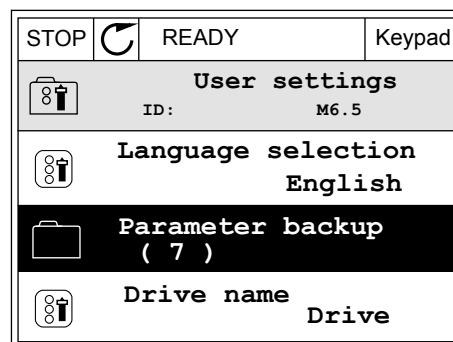 STOP READY Keypad
User settings
ID: M6.5
Language selection
English
Parameter backup
( 7 )
Drive name
Drive